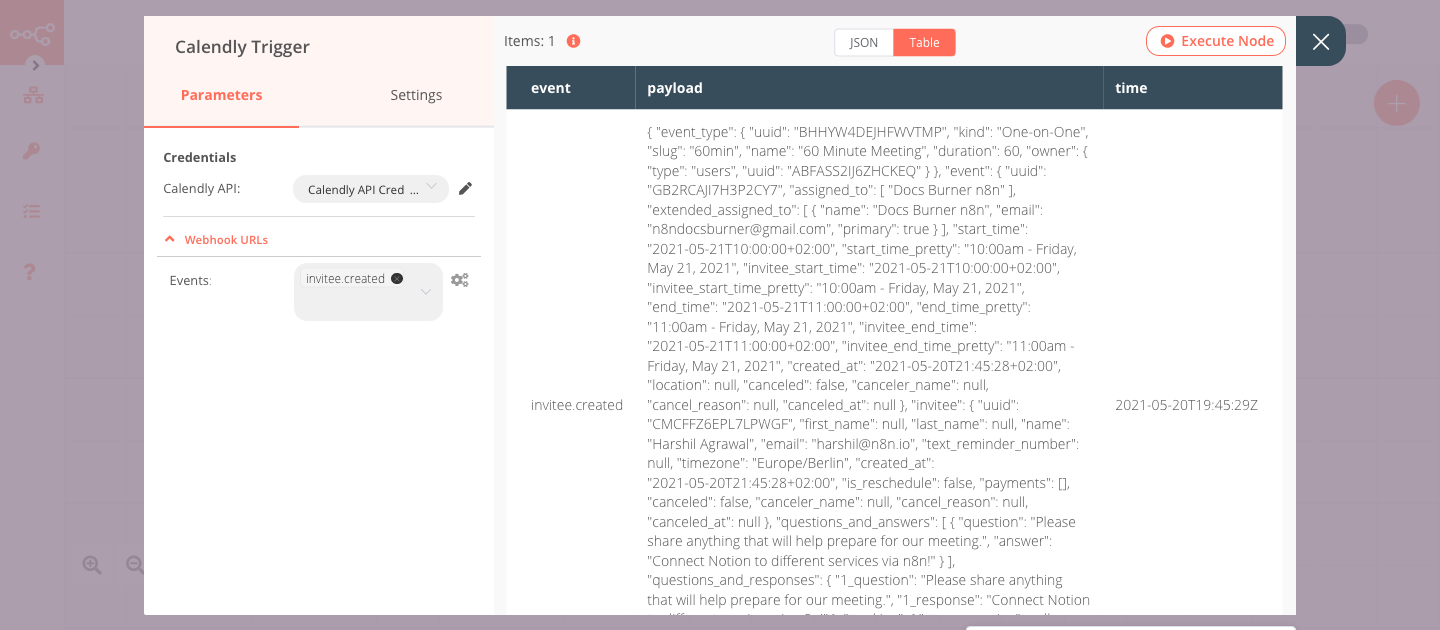 Calendly Trigger
Parameters
Settings
Credentials
Calendly API:
Calendly API Cred ...
Webhook URLs
Events:
invitee.created
Items: 1
JSON
Table
Execute Node
event
payload
time
invitee.created
{ "event_type": { "uuid": "BHHYW4DEJHFWVTMP", "kind": "One-on-One",
"slug": "60min", "name": "60 Minute Meeting", "duration": 60, "owner": {
"type": "users", "uuid": "ABFASS2IJ6ZHCKEQ" } }, "event": { "uuid":
"GB2RCAJI7H3P2CY7", "assigned_to": [ "Docs Burner n8n" ],
"extended_assigned_to": [ { "name": "Docs Burner n8n", "email":
"n8ndocsburner@gmail.com", "primary": true } ], "start_time":
"2021-05-21T10:00:00+02:00", "start_time_pretty": "10:00am - Friday,
May 21, 2021", "invitee_start_time": "2021-05-21T10:00:00+02:00",
"invitee_start_time_pretty": "10:00am - Friday, May 21, 2021",
"end_time": "2021-05-21T11:00:00+02:00", "end_time_pretty":
"11:00am - Friday, May 21, 2021", "invitee_end_time":
"2021-05-21T11:00:00+02:00", "invitee_end_time_pretty": "11:00am -
Friday, May 21, 2021", "created_at": "2021-05-20T21:45:28+02:00",
"location": null, "canceled": false, "canceler_name": null,
"cancel_reason": null, "canceled_at": null }, "invitee": { "uuid":
"CMCFFZ6EPL7LPWGF", "first_name": null, "last_name": null, "name":
"Harshil Agrawal", "email": "harshil@n8n.io", "text_reminder_number":
null, "timezone": "Europe/Berlin", "created_at":
"2021-05-20T21:45:28+02:00", "is_reschedule": false, "payments": [],
"canceled": false, "canceler_name": null, "cancel_reason": null,
"canceled_at": null }, "questions_and_answers": [ { "question": "Please
share anything that will help prepare for our meeting.", "answer":
"Connect Notion to different services via n8n!" } ],
"questions_and_responses": { "1_question": "Please share anything
that will help prepare for our meeting.", "1_response": "Connect Notion
2021-05-20T19:45:29Z